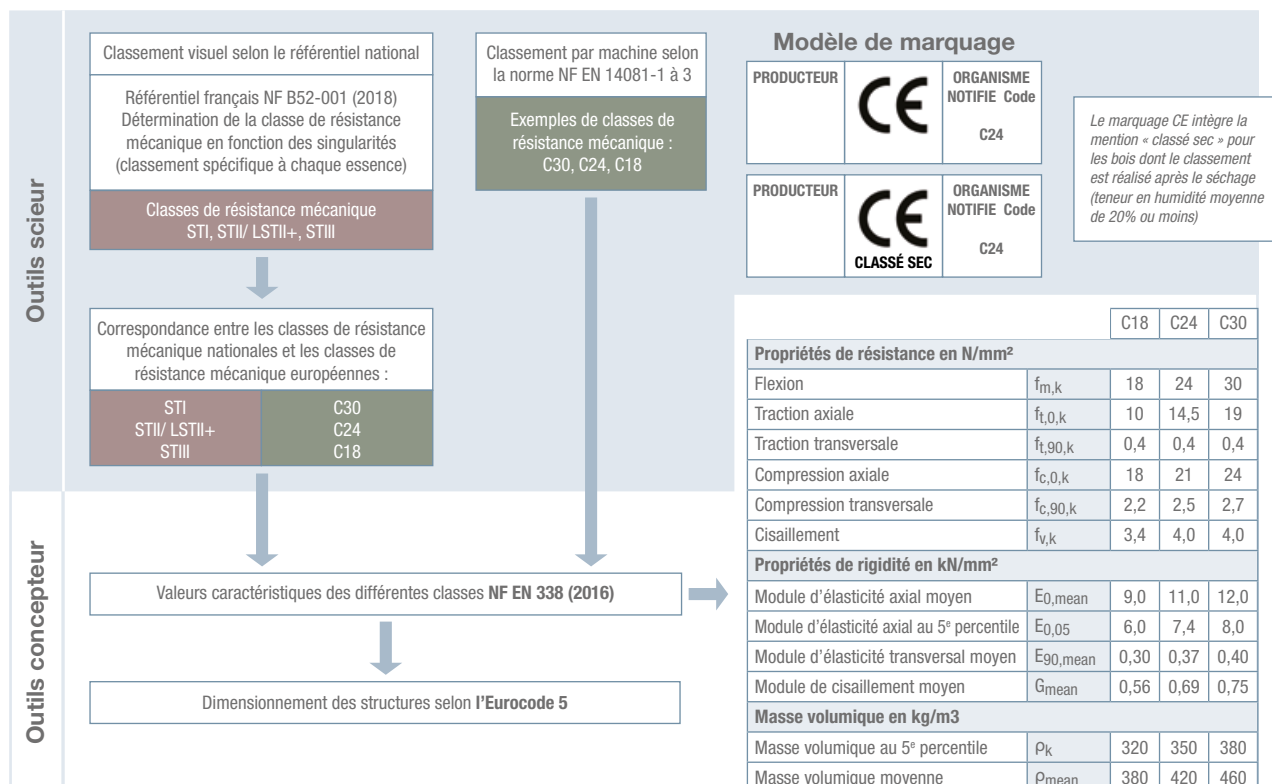 Outils scieur
Classement visuel selon le référentiel national
Référentiel français NF B52-001 (2018)
Détermination de la classe de résistance
mécanique en fonction des singularités
(classement spécifique à chaque essence)
Classes de résistance mécanique
STI, STII/ LSTII+, STIII
Correspondance entre les classes de résistance
mécanique nationales et les classes de
résistance mécanique européennes :
STI C30
STII/ LSTII+ C24
STIII C18
Classement par machine selon
la norme NF EN 14081-1 à 3
Exemples de classes de
résistance mécanique :
C30, C24, C18
Modèle de marquage
PRODUCTEUR
CE
ORGANISME
NOTIFIE Code
C24
PRODUCTEUR
CE
CLASSÉ SEC
ORGANISME
NOTIFIE Code
C24
Le marquage CE intègre la
mention « classé sec » pour
les bois dont le classement
est réalisé après le séchage
(teneur en humidité moyenne
de 20% ou moins)
Outils concepteur
Valeurs caractéristiques des différentes classes NF EN 338 (2016)
Dimensionnement des structures selon l'Eurocode 5
C18 C24 C30
Propriétés de résistance en N/mm²
Flexion fm,k 18 24 30
Traction axiale ft,0,k 10 14,5 19
Traction transversale ft,90,k 0,4 0,4 0,4
Compression axiale fc,0,k 18 21 24
Compression transversale fc,90,k 2,2 2,5 2,7
Cisaillement fv,k 3,4 4,0 4,0
Propriétés de rigidité en kN/mm²
Module d'élasticité axial moyen E0,mean 9,0 11,0 12,0
Module d'élasticité axial au 5e percentile E0,05 6,0 7,4 8,0
Module d'élasticité transversal moyen E90,mean 0,30 0,37 0,40
Module de cisaillement moyen Gmean 0,56 0,69 0,75
Masse volumique en kg/m3
Masse volumique au 5e percentile ρk 320 350 380
Masse volumique moyenne ρmean 380 420 460